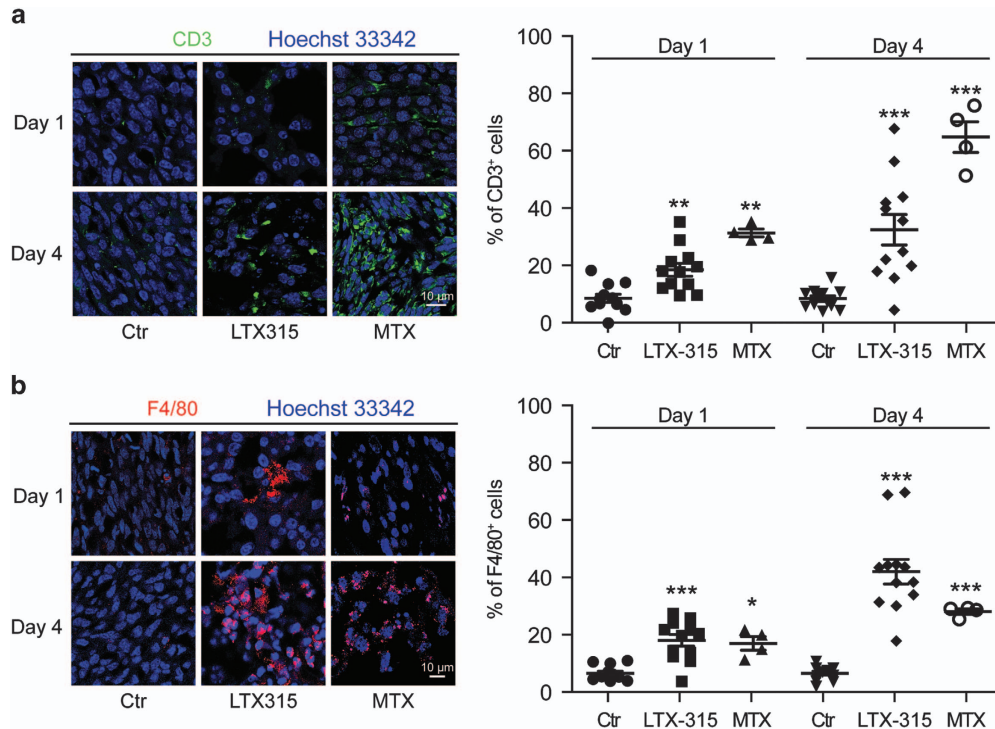 a
CD3 Hoechst 33342
Day 1
Day 4
10 µm
Ctr LTX315 MTX
100
80
60
40
20
0
% of CD3+ cells
Day 1 Day 4
** ** *** ***
Ctr LTX-315 MTX Ctr LTX-315 MTX
b
F4/80 Hoechst 33342
Day 1
Day 4
10 µm
Ctr LTX315 MTX
100
80
60
40
20
0
% of F4/80+ cells
Day 1 Day 4
*** * *** ***
Ctr LTX-315 MTX Ctr LTX-315 MTX